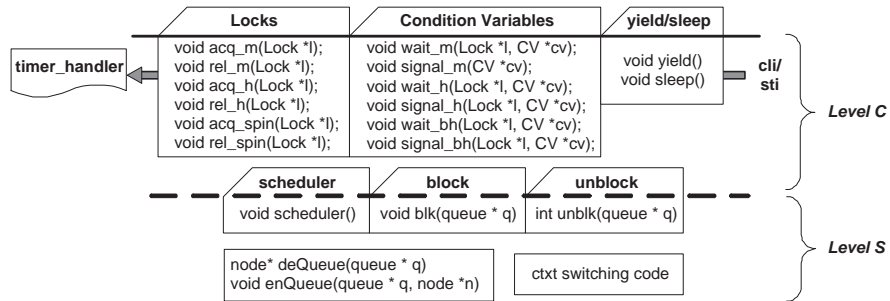 Locks
void acq_m(Lock *l);
void rel_m(Lock *l);
void acq_h(Lock *l);
void rel_h(Lock *l);
void acq_spin(Lock *l);
void rel_spin(Lock *l);
Condition Variables
void wait_m(Lock *l, CV *cv);
void signal_m(CV *cv);
void wait_h(Lock *l, CV *cv);
void signal_h(Lock *l, CV *cv);
void wait_bh(Lock *l, CV *cv);
void signal_bh(Lock *l, CV *cv);
yield/sleep
void yield()
void sleep()
timer_handler
cli/
sti
Level C
scheduler
void scheduler()
block
void blk(queue * q)
unblock
int unblk(queue * q)
node* deQueue(queue * q)
void enQueue(queue * q, node *n)
ctxt switching code
Level S